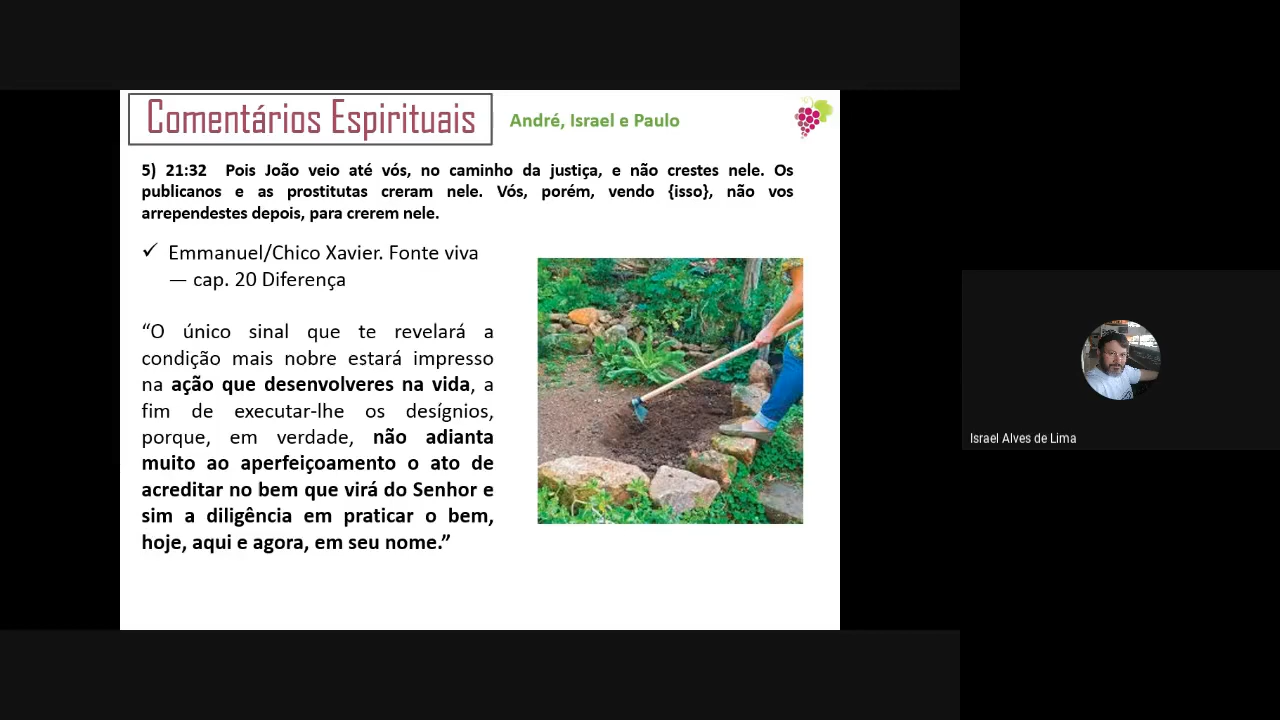 Comentários Espirituais
André, Israel e Paulo
5) 21:32 Pois João veio até vós, no caminho da justiça, e não crestes nele. Os
publicanos e as prostitutas creram nele. Vós, porém, vendo {isso}, não vos
arrependestes depois, para crerem nele.
✓ Emmanuel/Chico Xavier. Fonte viva
— cap. 20 Diferença
“O único sinal que te revelará a
condição mais nobre estará impresso
na ação que desenvolveres na vida, a
fim de executar-lhe os desígnios,
porque, em verdade, não adianta
muito ao aperfeiçoamento o ato de
acreditar no bem que virá do Senhor e
sim a diligência em praticar o bem,
hoje, aqui e agora, em seu nome.”
Israel Alves de Lima